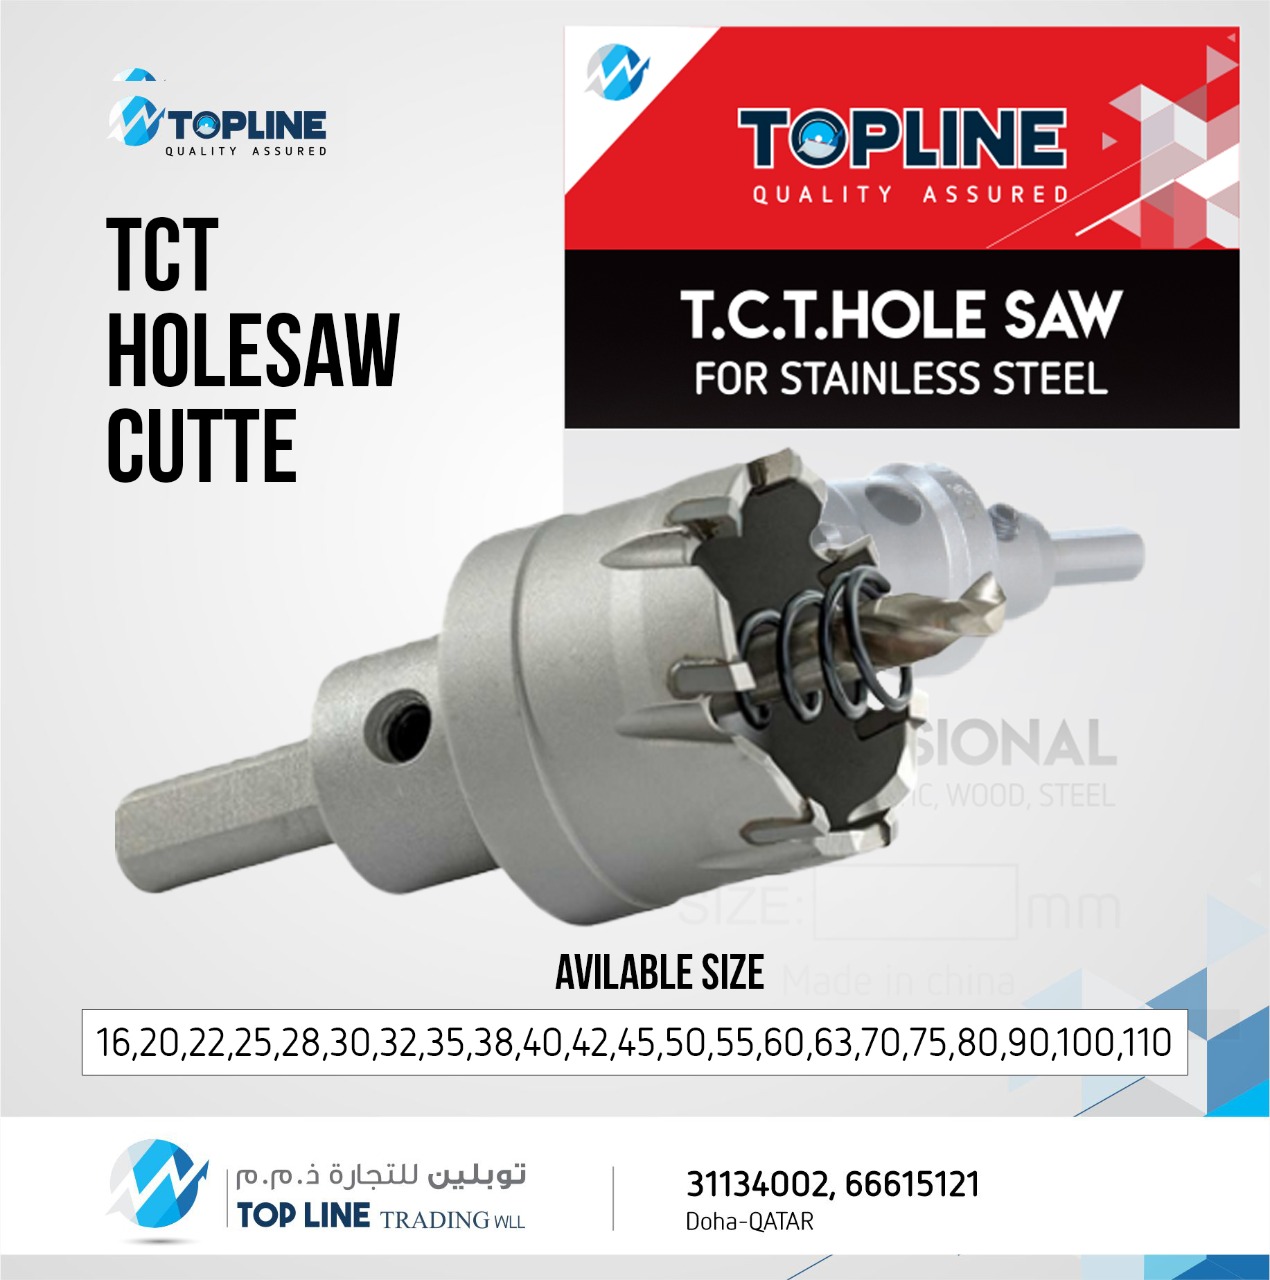 TOPLINE
QUALITY ASSURED
TCT
HOLESAW
CUTTE
TOPLINE
QUALITY ASSURED
T.C.T.HOLE SAW
FOR STAINLESS STEEL
SIONAL
IC, WOOD, STEEL
SIZE: mm
Made in china
AVILABLE SIZE
16,20,22,25,28,30,32,35,38,40,42,45,50,55,60,63,70,75,80,90,100,110
توبلين للتجارة ذ.م.م
TOP LINE TRADING WLL
31134002, 66615121
Doha-QATAR